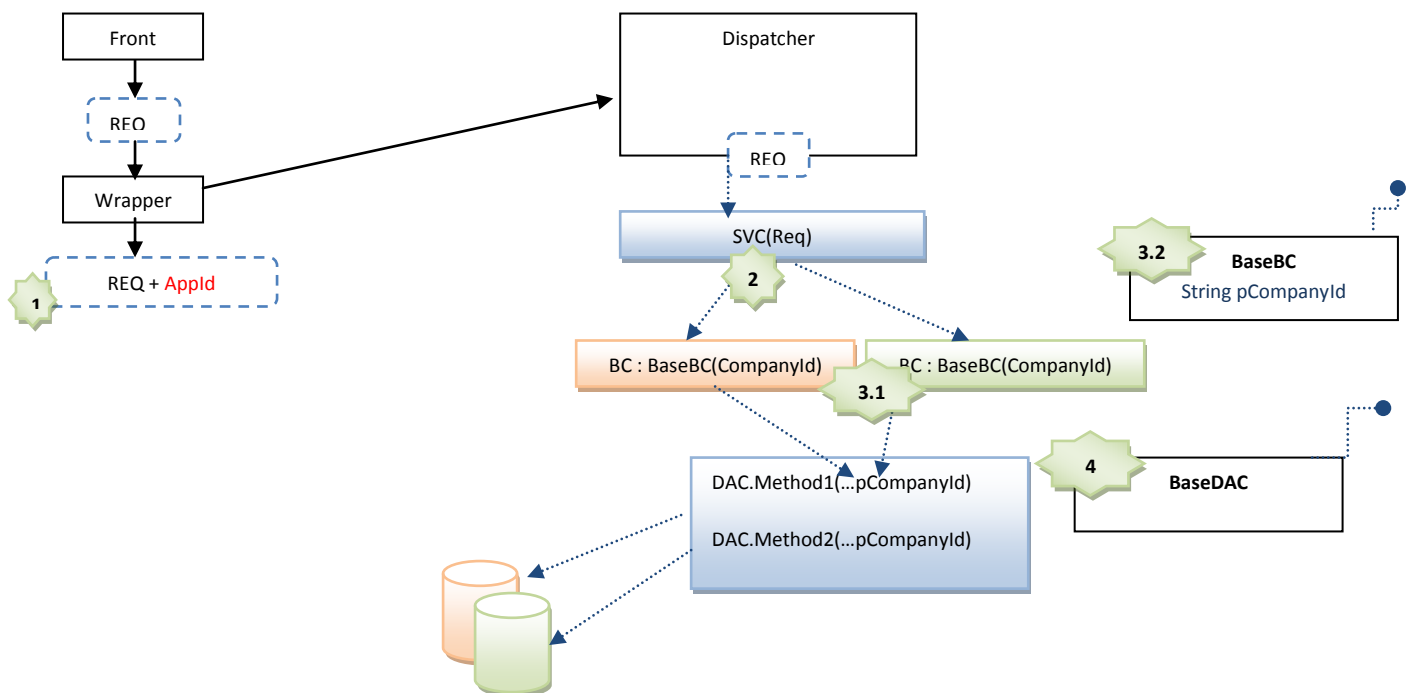 Front
Dispatcher
REQ
REQ
Wrapper
SVC(Req)
3.2
BaseBC
String pCompanyId
REQ + AppId
1
2
BC : BaseBC(CompanyId)
BC : BaseBC(CompanyId)
3.1
4
DAC.Method1(...pCompanyId)
BaseDAC
DAC.Method2(...pCompanyId)